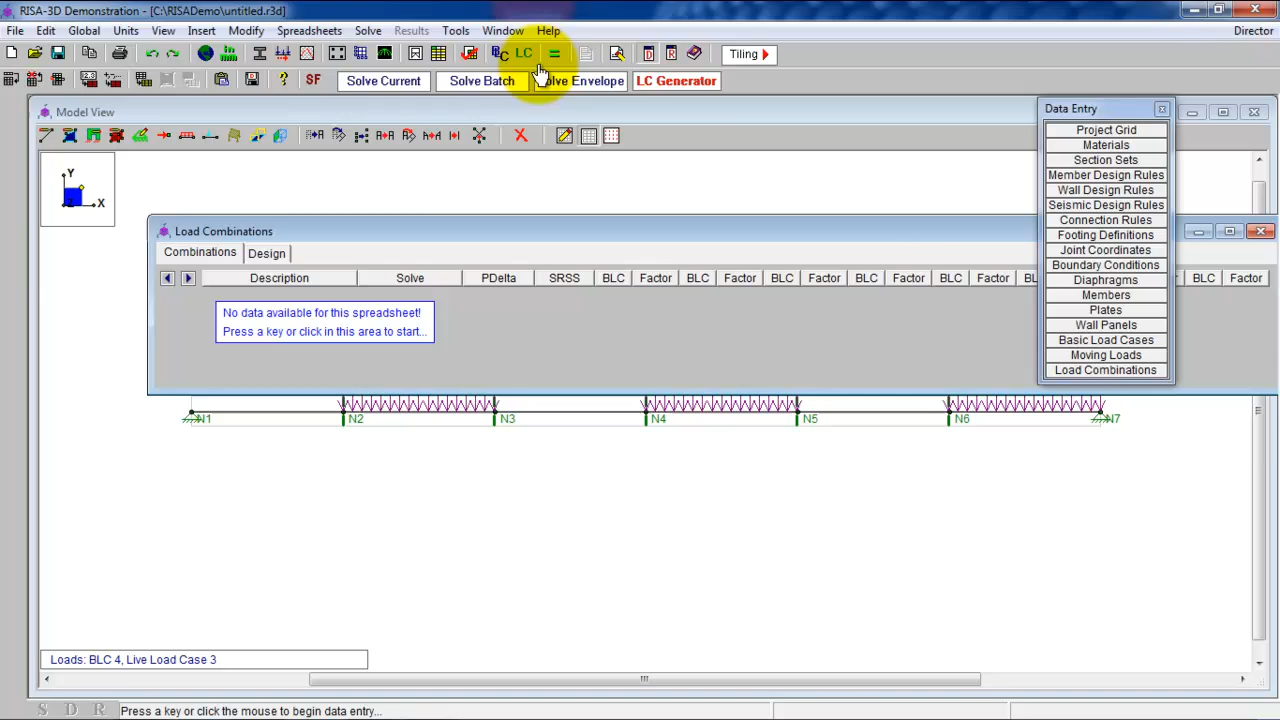 RISA-3D Demonstration - [C:\RISADemo\untitled.r3d]
File Edit Global Units View Insert Modify Spreadsheets Solve Results Tools Window Help Director
LC = D R Tiling
SF Solve Current Solve Batch Solve Envelope LC Generator
Model View
Data Entry
Project Grid
Materials
Section Sets
Member Design Rules
Wall Design Rules
Seismic Design Rules
Connection Rules
Footing Definitions
Joint Coordinates
Boundary Conditions
Diaphragms
Members
Plates
Wall Panels
Basic Load Cases
Moving Loads
Load Combinations
Y
Z X
Load Combinations
Combinations Design
Description Solve PDelta SRSS BLC Factor BLC Factor BLC Factor BLC Factor BLC Factor BLC Factor
No data available for this spreadsheet!
Press a key or click in this area to start...
N1 N2 N3 N4 N5 N6 N7
Loads: BLC 4, Live Load Case 3
S D R Press a key or click the mouse to begin data entry...